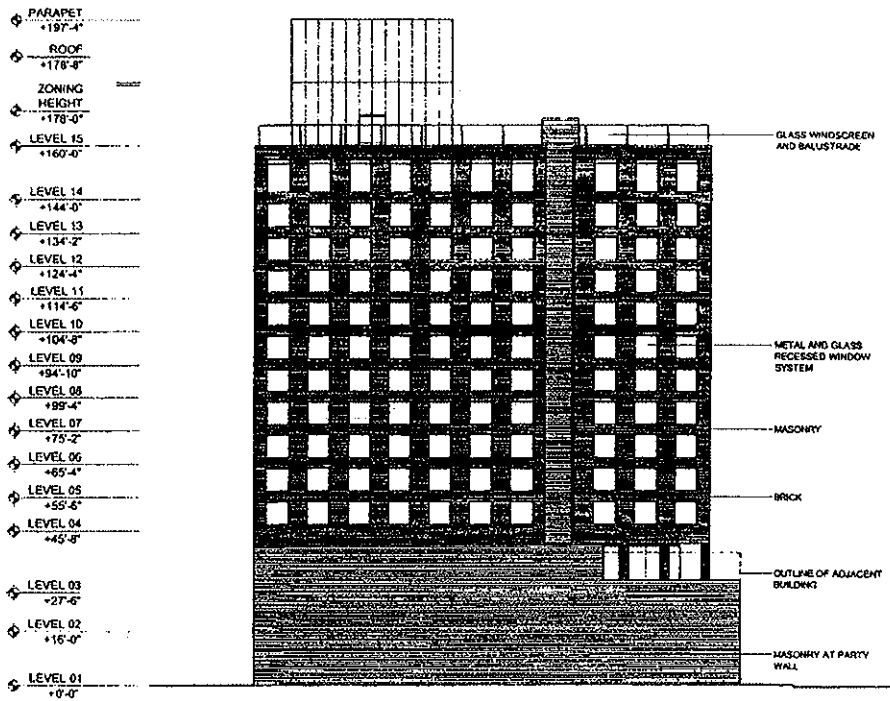 PARAPET
+197'-4"
ROOF
+178'-8"
ZONING
HEIGHT
+178'-0"
LEVEL 15
+160'-0"
LEVEL 14
+144'-0"
LEVEL 13
+134'-2"
LEVEL 12
+124'-4"
LEVEL 11
+114'-6"
LEVEL 10
+104'-8"
LEVEL 09
+94'-10"
LEVEL 08
+99'-4"
LEVEL 07
+75'-2"
LEVEL 06
+65'-4"
LEVEL 05
+55'-6"
LEVEL 04
+45'-8"
LEVEL 03
+27'-6"
LEVEL 02
+16'-0"
LEVEL 01
+0'-0"
GLASS WINDSCREEN
AND BALUSTRADE
METAL AND GLASS
RECESSED WINDOW
SYSTEM
MASONRY
BRICK
OUTLINE OF ADJACENT
BUILDING
MASONRY AT PARTY
WALL